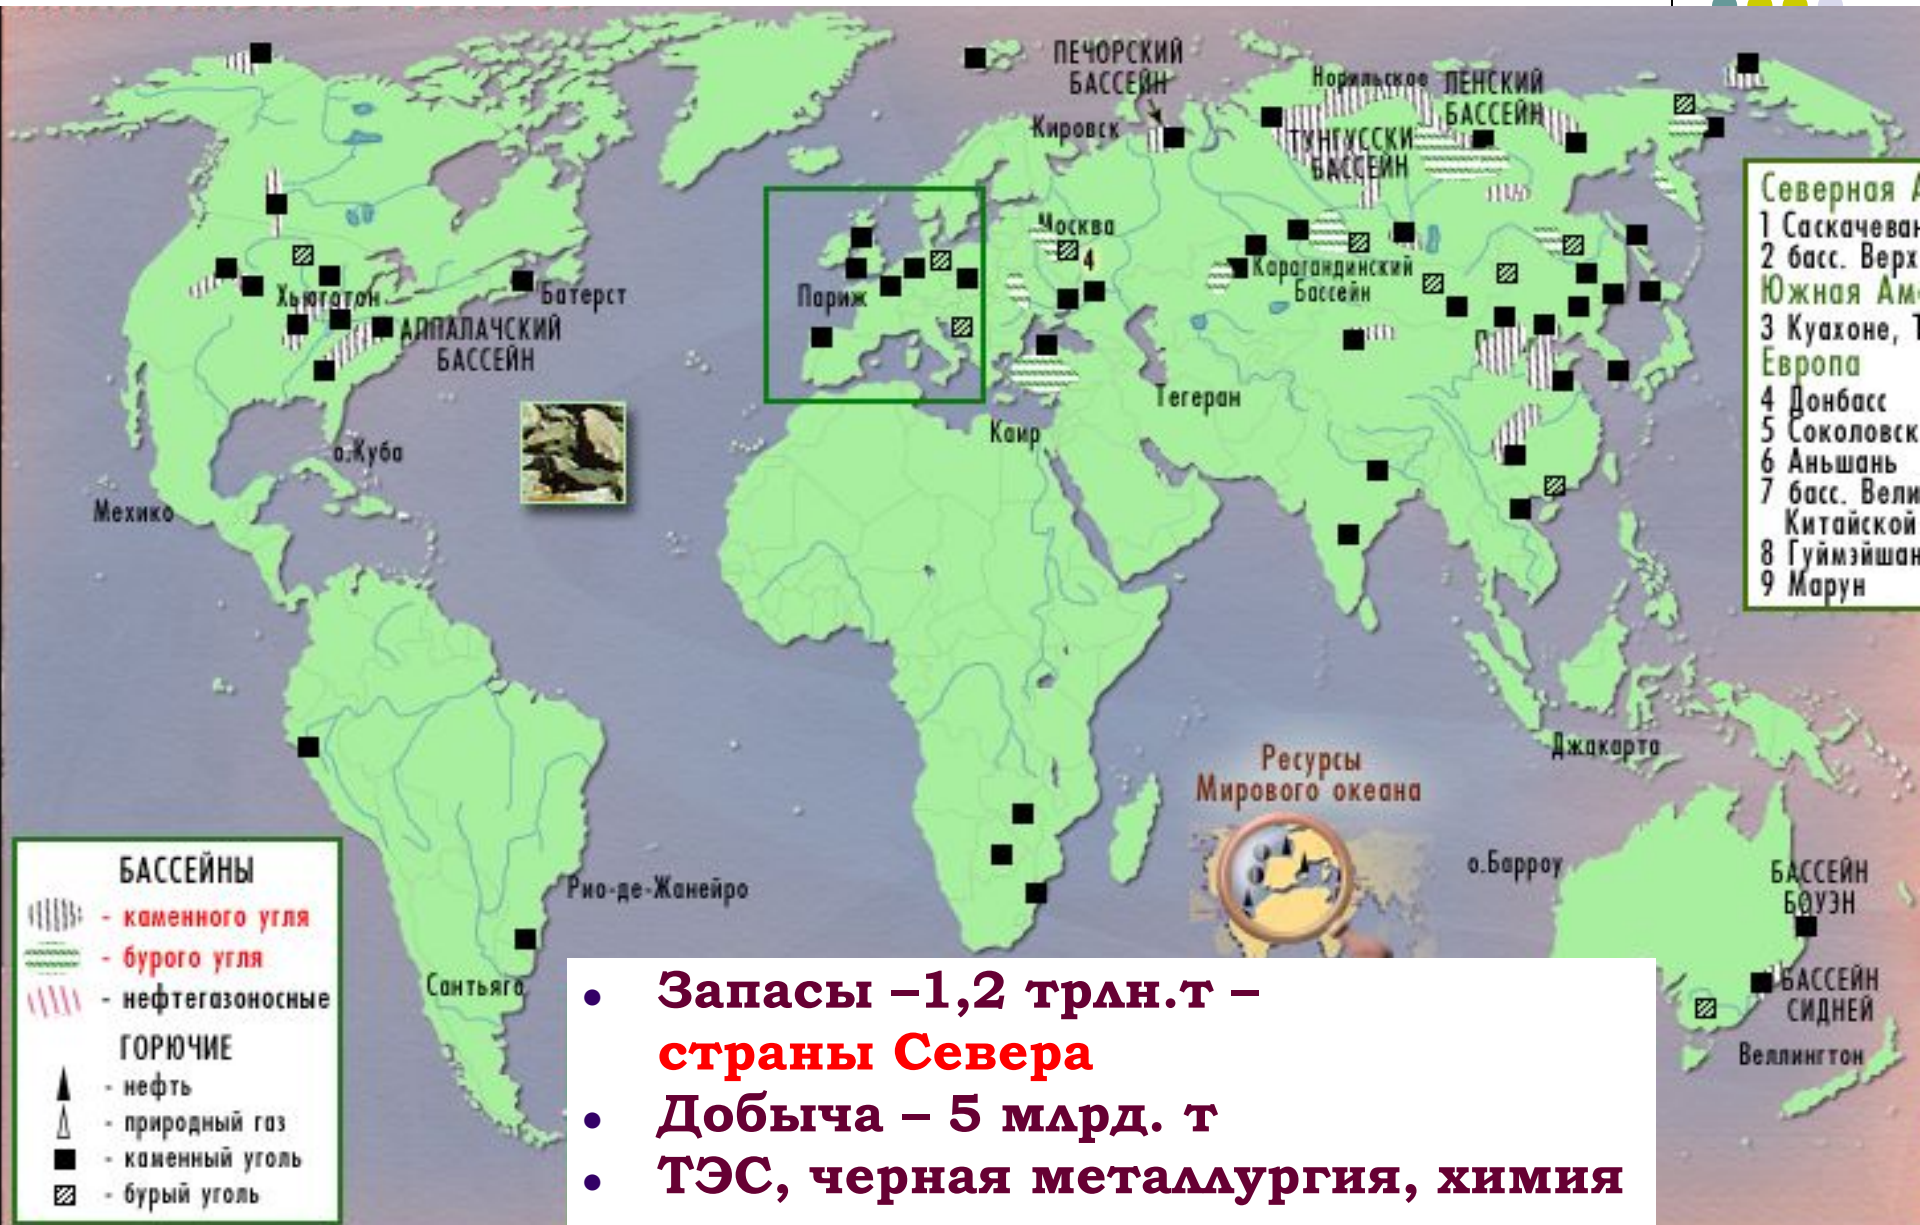 ПЕЧОРСКИЙ
БАССЕЙН
Норильское
ЛЕНСКИЙ
БАССЕЙН
Кировск
ТУНГУССКИ
БАССЕЙН
Москва
4
Карагандинский
Бассейн
Париж
Хьюготон
Батерст
АППАЛАЧСКИЙ
БАССЕЙН
Тегеран
Каир
о.Куба
Мехико
Северная А
1 Саскачеван
2 басс. Верх
Южная Аме
3 Куахоне, Т
Европа
4 Донбасс
5 Соколовск
6 Аньшань
7 басс. Вели
Китайской
8 Гуймэйшан
9 Марун
Джакарта
Ресурсы
Мирового океана
о.Барроу
БАССЕЙН
БОУЭН
Рио-де-Жанейро
Сантьяго
БАССЕЙН
СИДНЕЙ
Веллингтон
БАССЕЙНЫ
- каменного угля
- бурого угля
- нефтегазоносные
ГОРЮЧИЕ
- нефть
- природный газ
- каменный уголь
- бурый уголь
• Запасы –1,2 трлн.т –
страны Севера
• Добыча – 5 млрд. т
• ТЭС, черная металлургия, химия